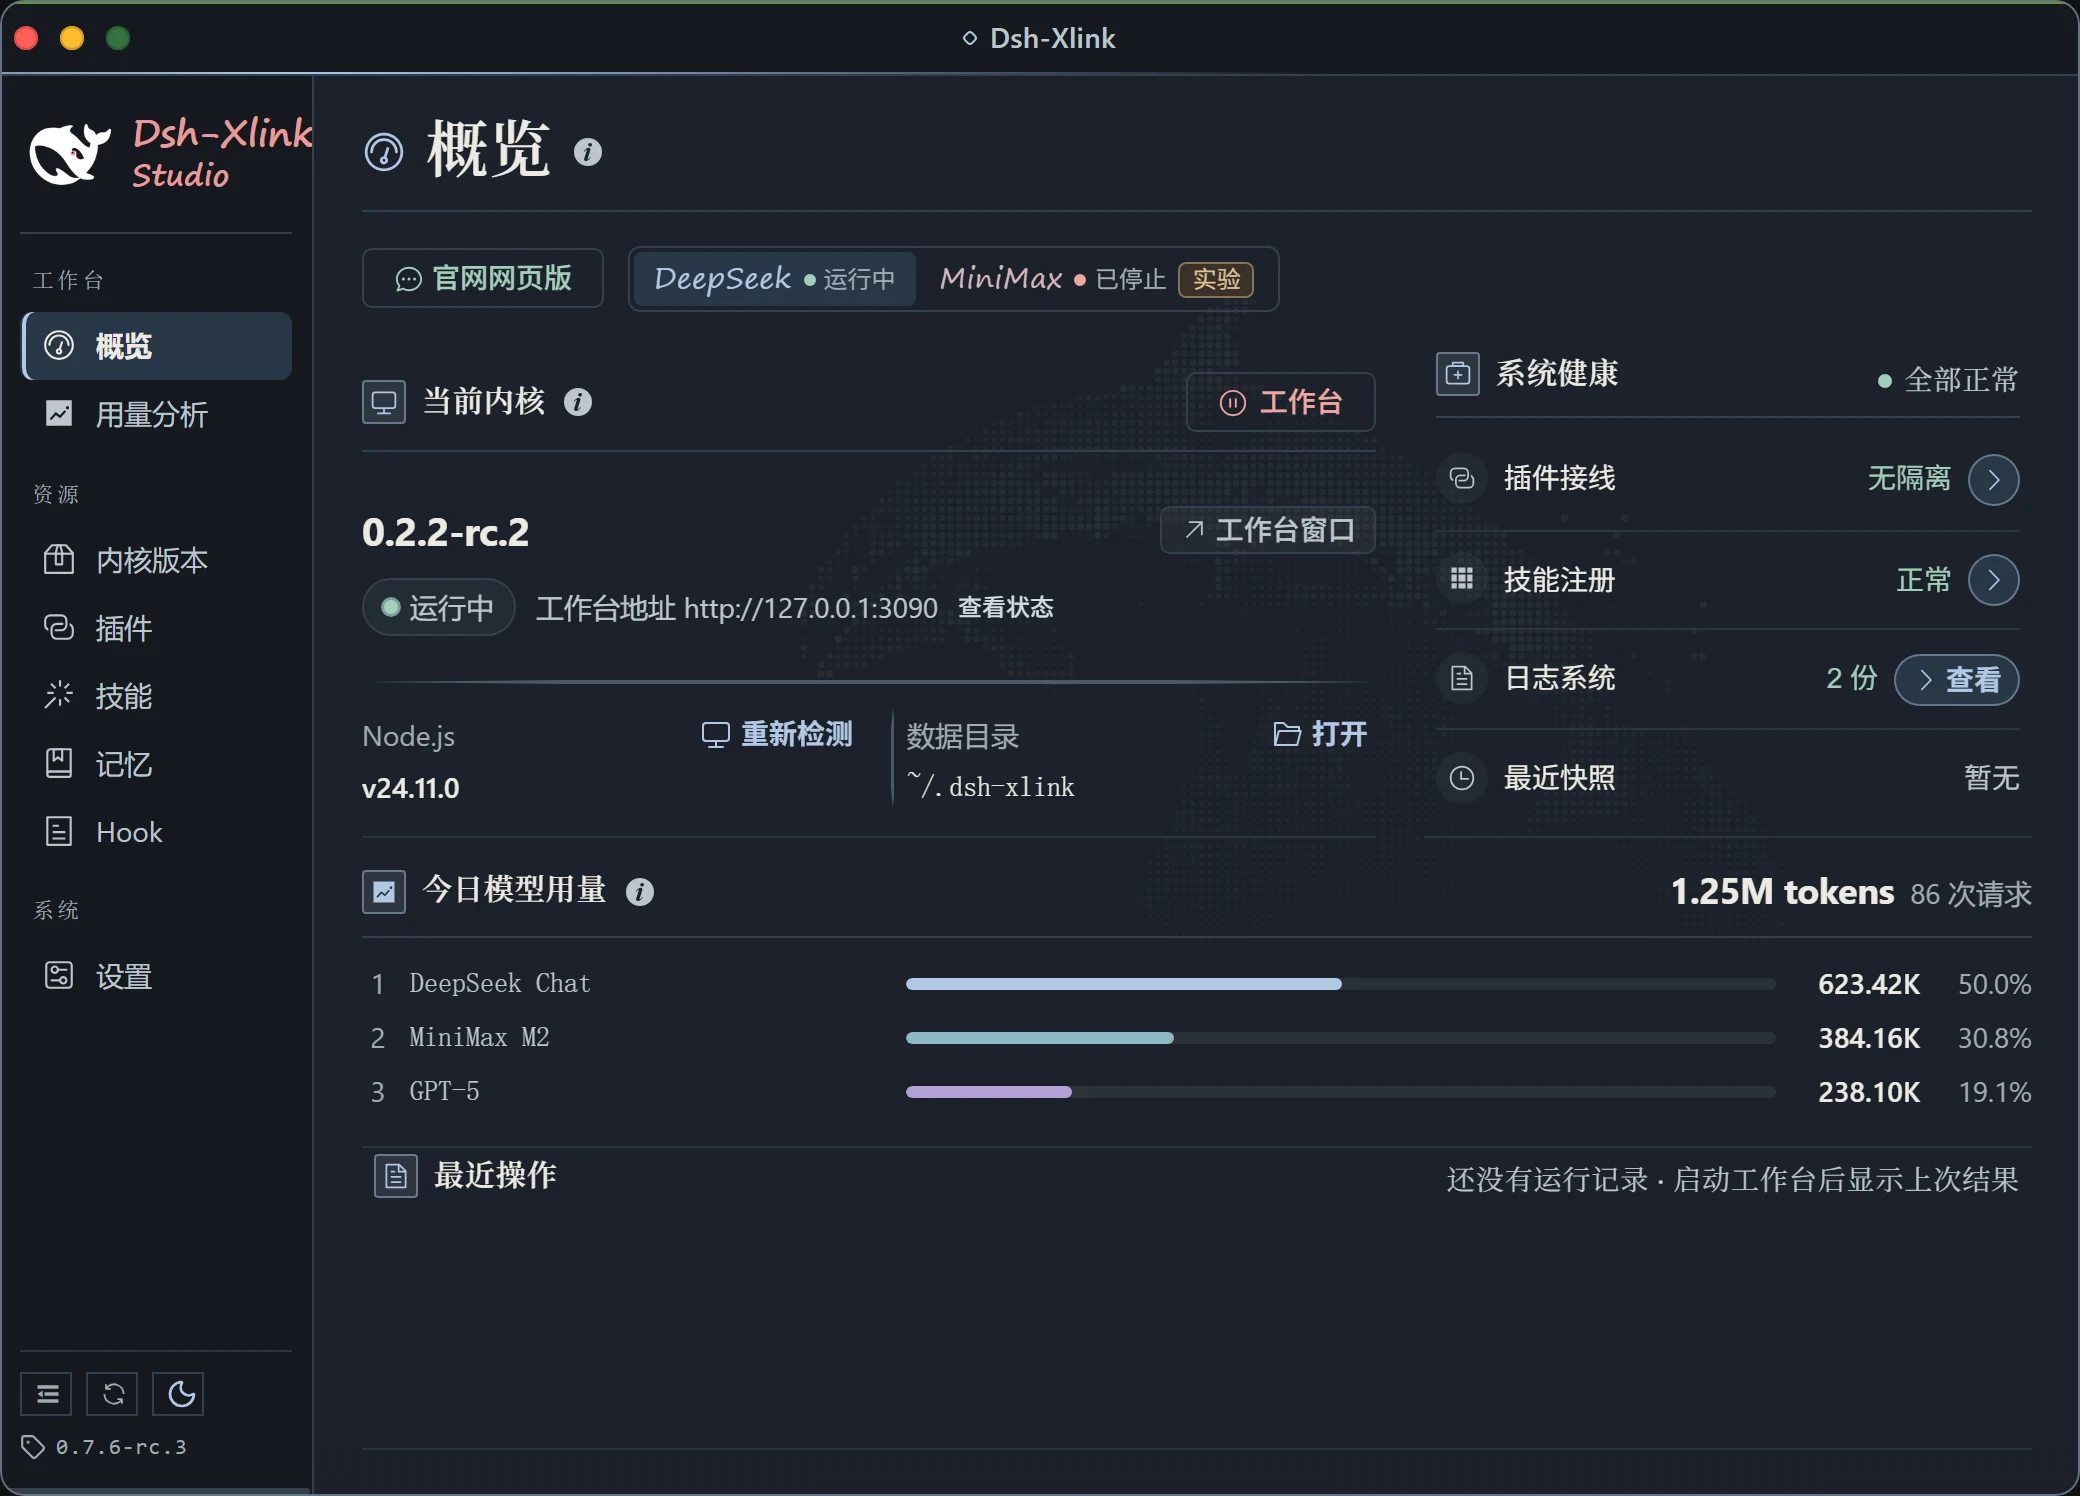 Dsh-Xlink
Dsh-Xlink
Studio
工作台
概览
用量分析
资源
内核版本
插件
技能
记忆
Hook
系统
设置
0.7.6-rc.3
概览
官网网页版
DeepSeek 运行中
MiniMax 已停止 实验
当前内核
工作台
0.2.2-rc.2
工作台窗口
运行中 工作台地址 http://127.0.0.1:3090 查看状态
Node.js
重新检测
v24.11.0
数据目录
打开
~/.dsh-xlink
系统健康
全部正常
插件接线 无隔离
技能注册 正常
日志系统 2 份 查看
最近快照 暂无
今日模型用量
1.25M tokens 86 次请求
1 DeepSeek Chat 623.42K 50.0%
2 MiniMax M2 384.16K 30.8%
3 GPT-5 238.10K 19.1%
最近操作
还没有运行记录 · 启动工作台后显示上次结果